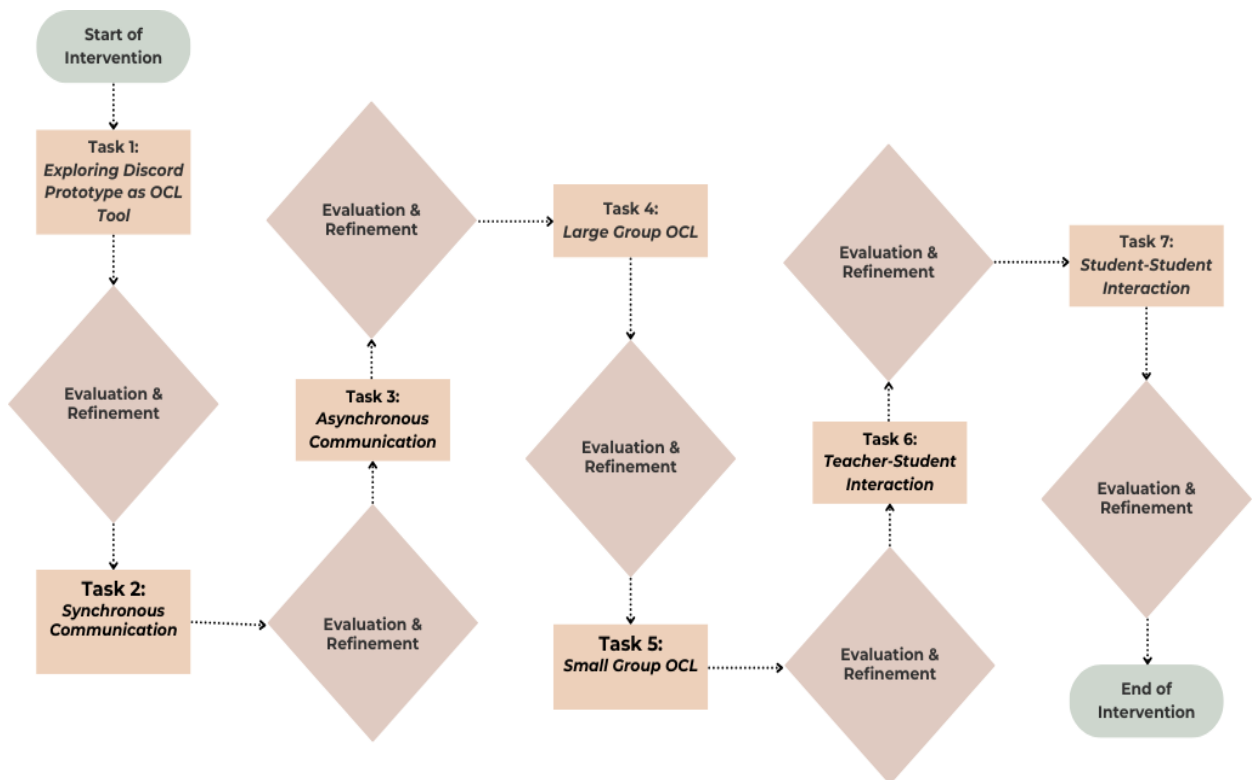 Start of
Intervention
Task 1:
Exploring Discord
Prototype as OCL
Tool
Evaluation &
Refinement
Task 2:
Synchronous
Communication
Evaluation &
Refinement
Task 3:
Asynchronous
Communication
Evaluation &
Refinement
Task 4:
Large Group OCL
Evaluation &
Refinement
Task 5:
Small Group OCL
Evaluation &
Refinement
Task 6:
Teacher-Student
Interaction
Evaluation &
Refinement
Task 7:
Student-Student
Interaction
Evaluation &
Refinement
End of
Intervention